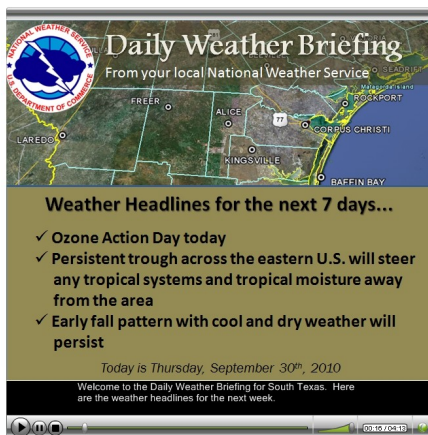 NATIONAL WEATHER SERVICE
U.S. DEPARTMENT OF COMMERCE
Daily Weather Briefing
From your local National Weather Service
SEADRIFT
Matagorda Island
ROCKPORT
FREER
ALICE
77
LAREDO
CORPUS CHRISTI
KINGSVILLE
BAFFIN BAY
Weather Headlines for the next 7 days...
✓ Ozone Action Day today
✓ Persistent trough across the eastern U.S. will steer
any tropical systems and tropical moisture away
from the area
✓ Early fall pattern with cool and dry weather will
persist
Today is Thursday, September 30th, 2010
Welcome to the Daily Weather Briefing for South Texas. Here
are the weather headlines for the next week.
00:16 / 04:13
?